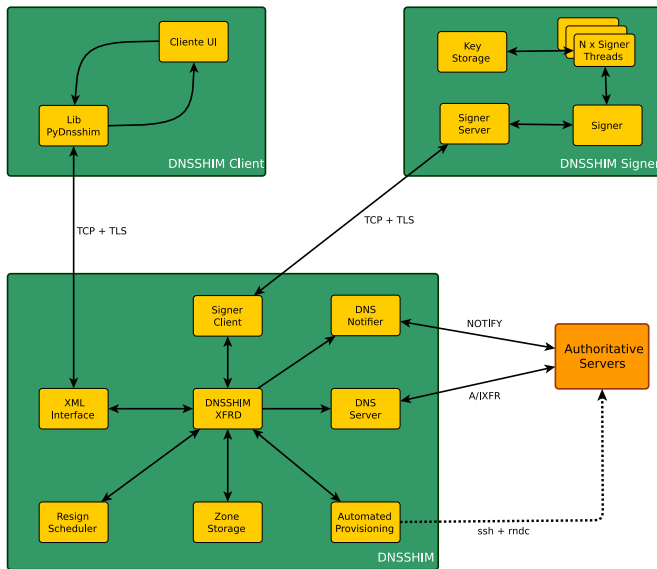 Cliente UI
Lib
PyDnsshim
DNSSHIM Client
Key
Storage
N x Signer
Threads
Signer
Server
Signer
DNSSHIM Signer
TCP + TLS
TCP + TLS
Signer
Client
DNS
Notifier
NOTIFY
Authoritative
Servers
XML
Interface
DNSSHIM
XFRD
DNS
Server
A/IXFR
Resign
Scheduler
Zone
Storage
Automated
Provisioning
ssh + rndc
DNSSHIM